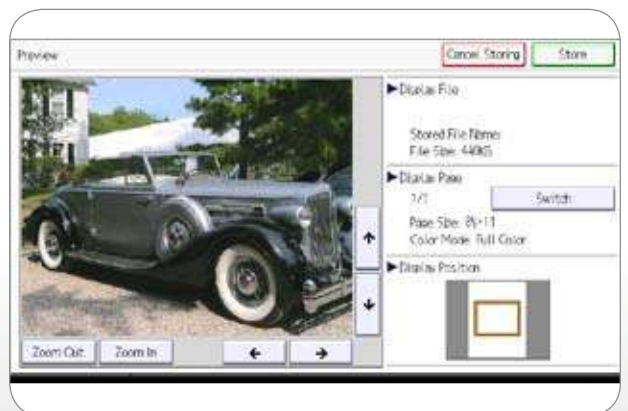 Preview
Cancel Storing
Store
Display File
Stored File Name:
File Size: 440KB
Display Page
1/1
Switch
Page Size: 8½×11
Color Mode: Full Color
Display Position
Zoom Out
Zoom In